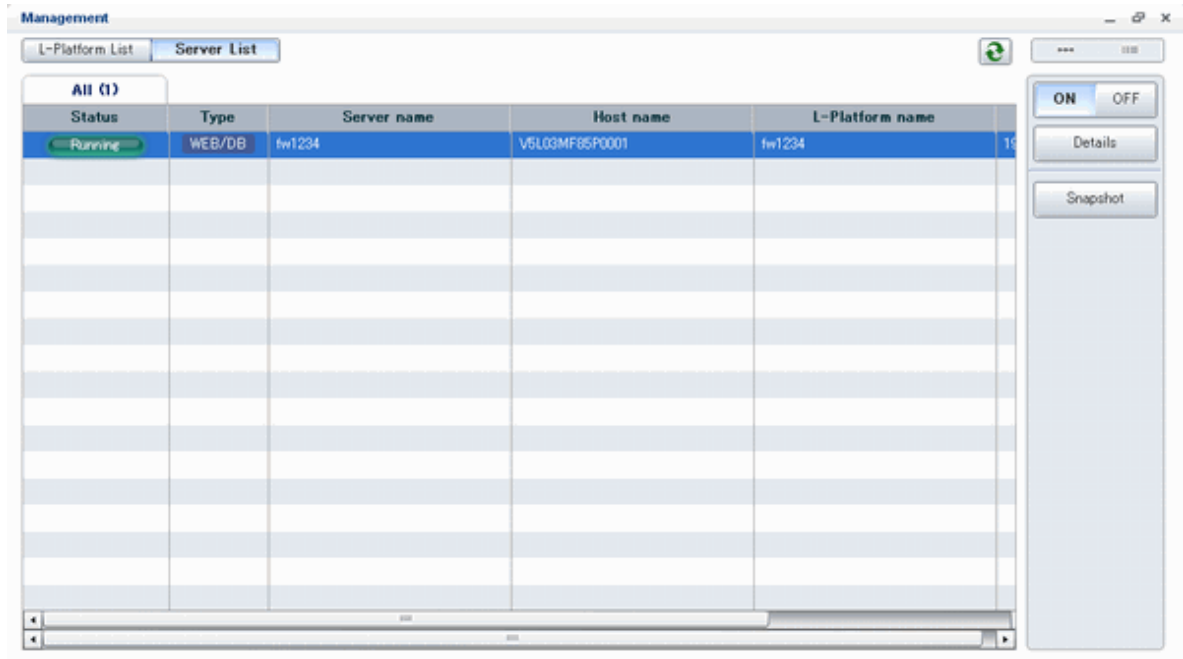 Management
L-Platform List Server List
All (1)
ON OFF
Status Type Server name Host name L-Platform name
Running WEB/DB fw1234 V5L03MF85P0001 fw1234 19
Details
Snapshot